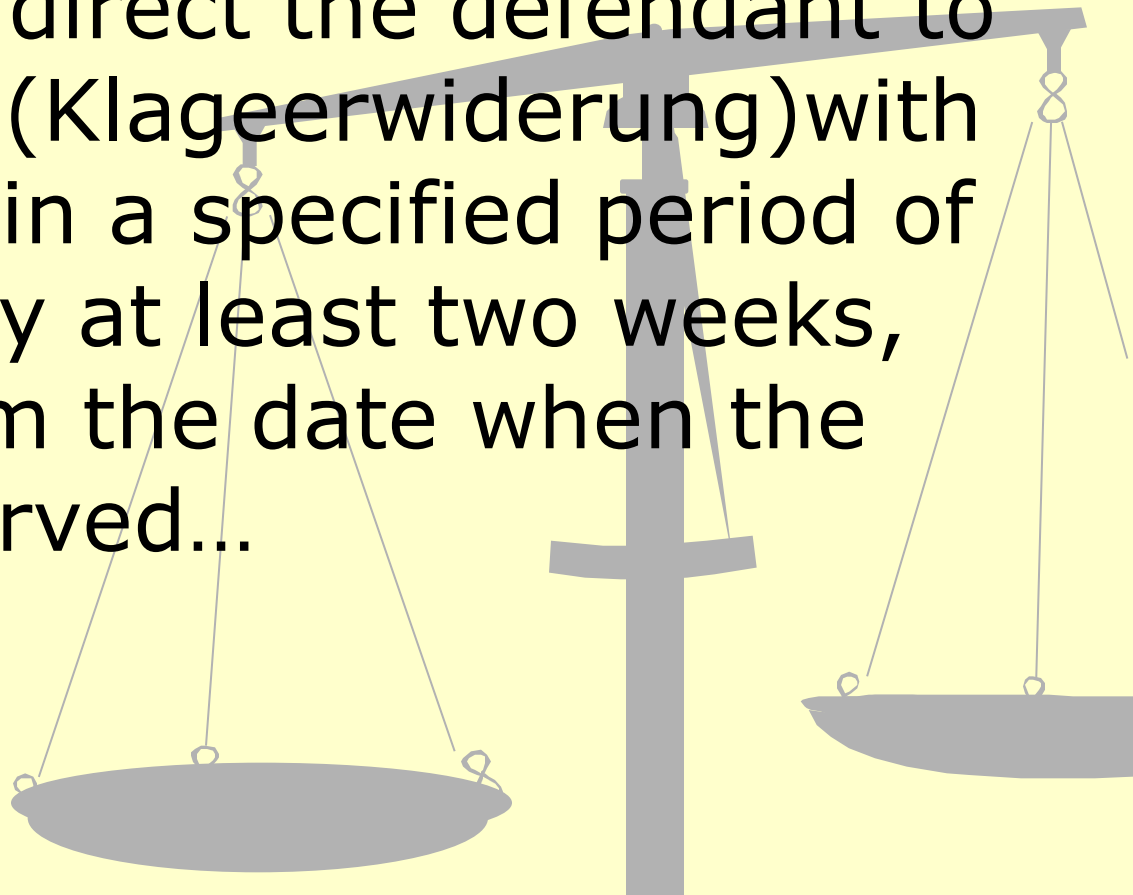 direct the defendant to
(Klageerwiderung)with
in a specified period of
y at least two weeks,
m the date when the
rved…